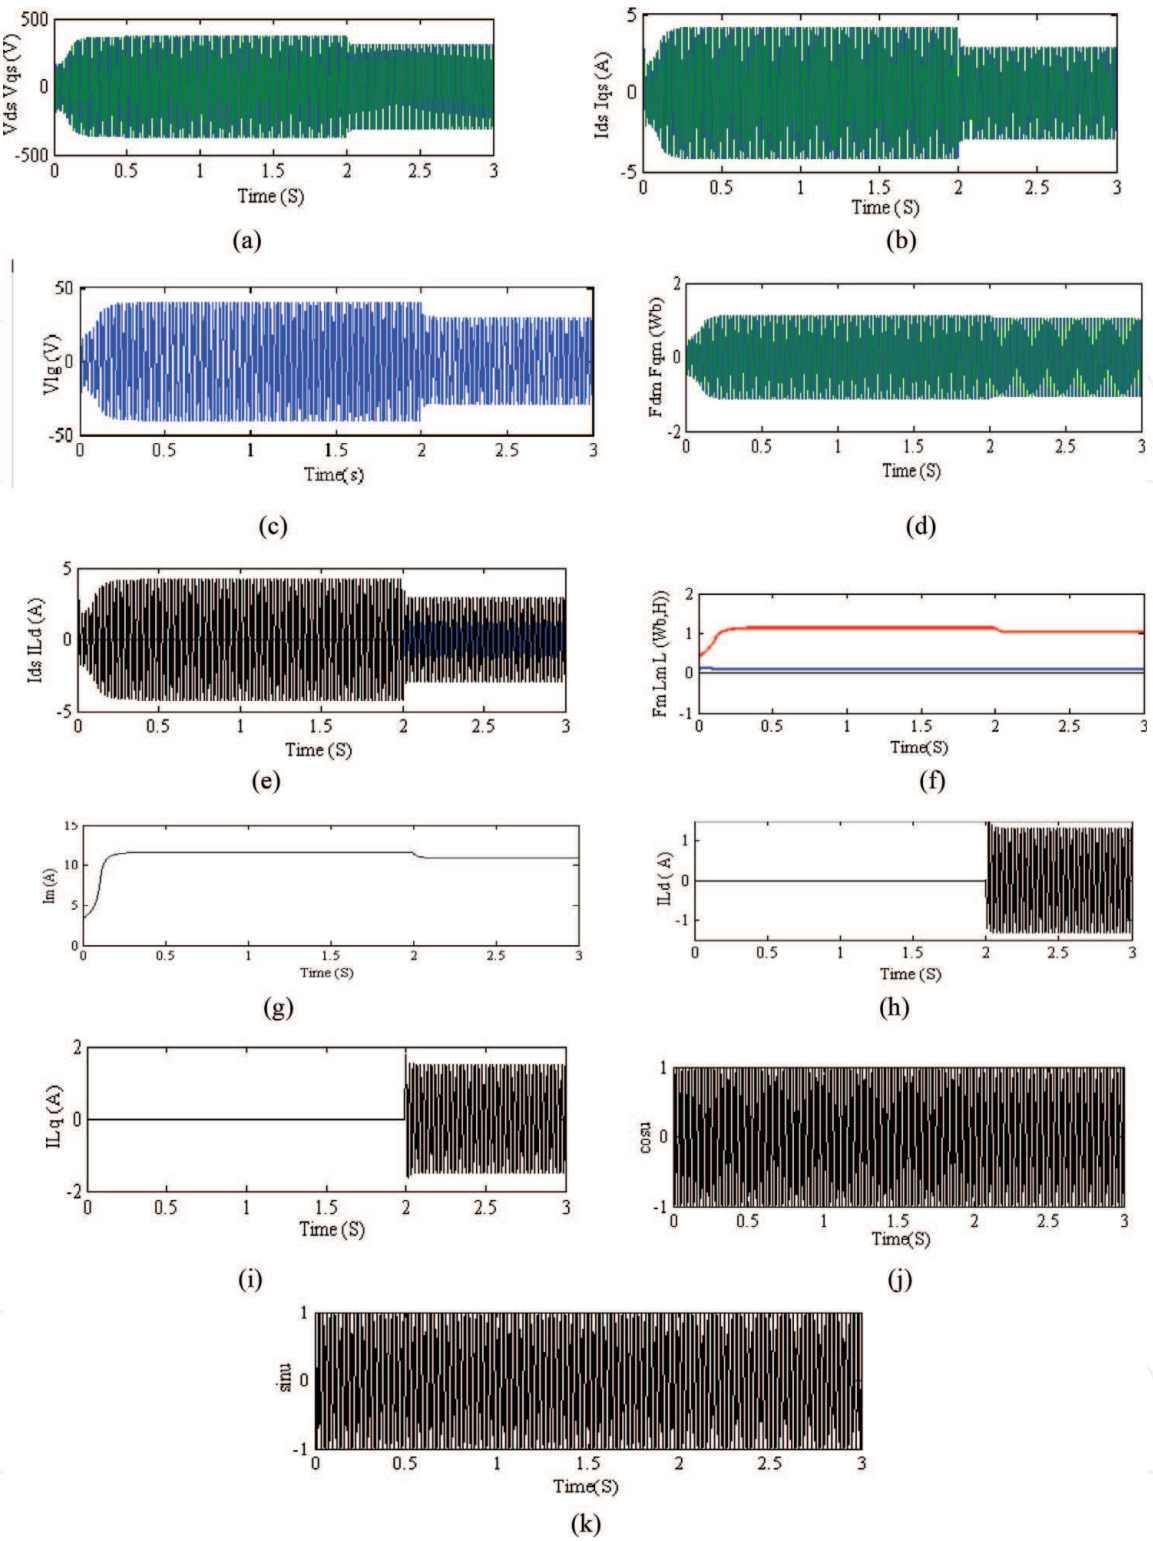 500
0
-500
Vds Vqs (V)
0 0.5 1 1.5 2 2.5 3
Time (S)
(a)
5
0
-5
Ids Iqs (A)
0 0.5 1 1.5 2 2.5 3
Time (S)
(b)
50
0
-50
Vlg (V)
0 0.5 1 1.5 2 2.5 3
Time(s)
(c)
2
0
-2
Fdm Fqm (Wb)
0 0.5 1 1.5 2 2.5 3
Time (S)
(d)
5
0
-5
Ids ILd (A)
0 0.5 1 1.5 2 2.5 3
Time (S)
(e)
2
1
0
-1
Fm Lm L (Wb,H))
0 0.5 1 1.5 2 2.5 3
Time(S)
(f)
15
10
5
0
Im (A)
0 0.5 1 1.5 2 2.5 3
Time (S)
(g)
1
0
-1
ILd ( A)
0 0.5 1 1.5 2 2.5 3
Time (S)
(h)
2
0
-2
ILq (A)
0 0.5 1 1.5 2 2.5 3
Time (S)
(i)
1
0
-1
cosu
0 0.5 1 1.5 2 2.5 3
Time(S)
(j)
1
0
-1
sinu
0 0.5 1 1.5 2 2.5 3
Time(S)
(k)